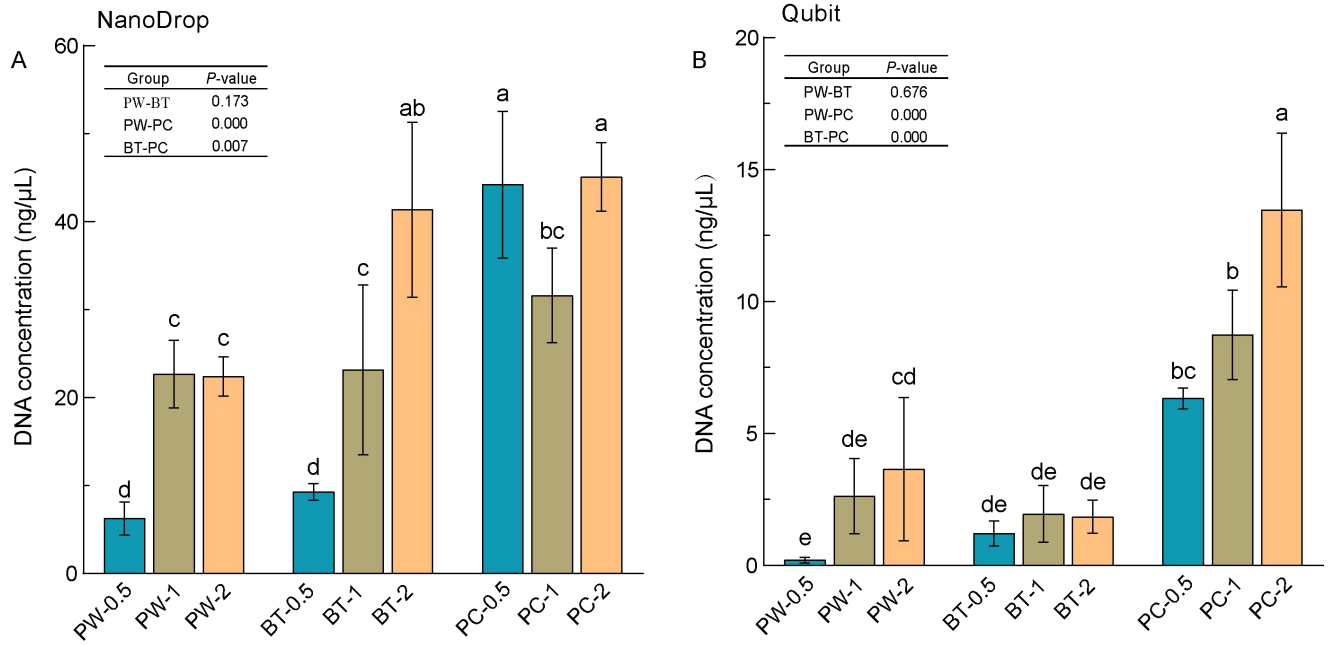 NanoDrop
A
60
40
20
0
DNA concentration (ng/μL)
Group P-value
PW-BT 0.173
PW-PC 0.000
BT-PC 0.007
d
c
c
d
c
ab
a
bc
a
PW-0.5
PW-1
PW-2
BT-0.5
BT-1
BT-2
PC-0.5
PC-1
PC-2
Qubit
B
20
15
10
5
0
DNA concentration (ng/μL）
Group P-value
PW-BT 0.676
PW-PC 0.000
BT-PC 0.000
e
de
cd
de
de
de
bc
b
a
PW-0.5
PW-1
PW-2
BT-0.5
BT-1
BT-2
PC-0.5
PC-1
PC-2